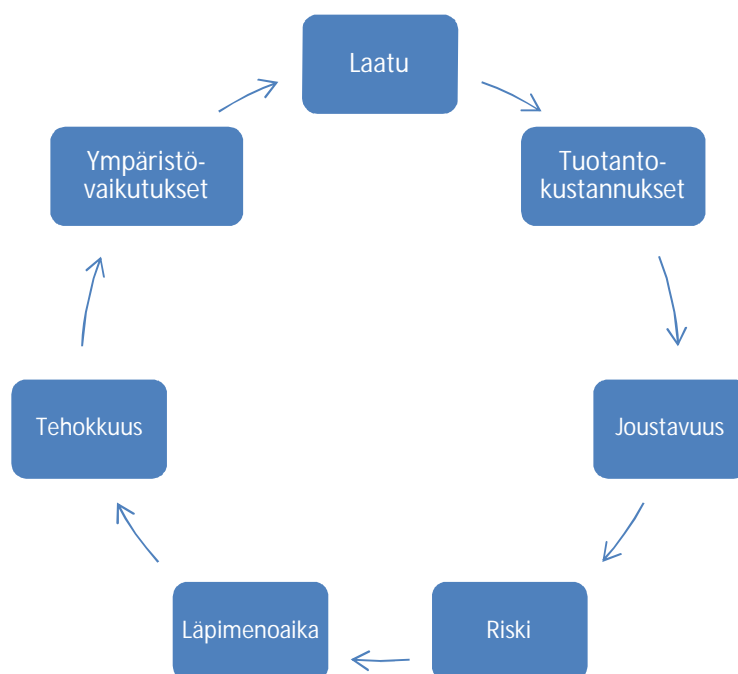 Laatu
Tuotanto-
kustannukset
Joustavuus
Riski
Läpimenoaika
Tehokkuus
Ympäristö-
vaikutukset